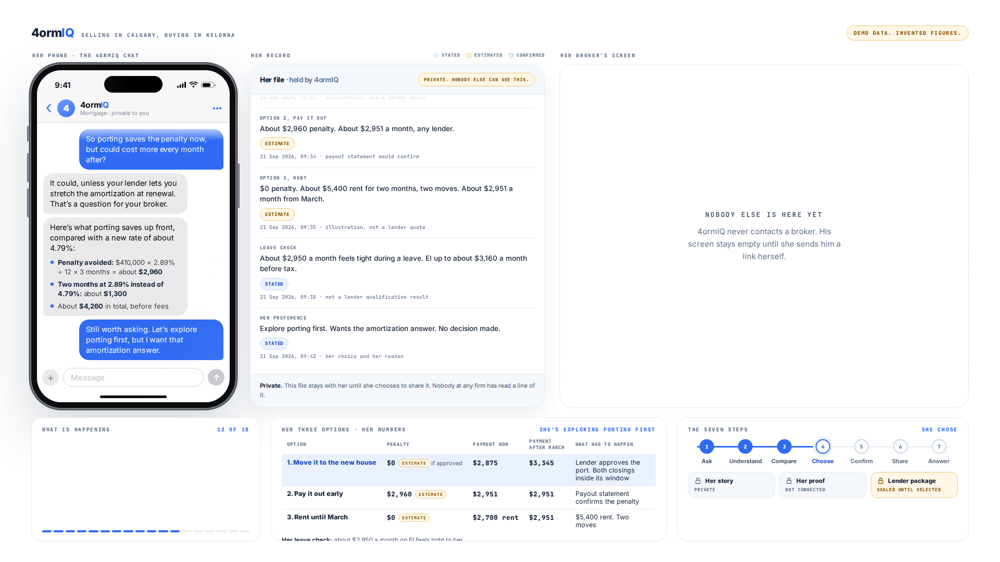 4ormIQ SELLING IN CALGARY, BUYING IN KELOWNA
DEMO DATA. INVENTED FIGURES.
HER PHONE · THE 4ORMIQ CHAT
9:41
4
4ormIQ
Mortgage · private to you
So porting saves the penalty now,
but could cost more every month
after?
It could, unless your lender lets you
stretch the amortization at renewal.
That’s a question for your broker.
Here’s what porting saves up front,
compared with a new rate of about
4.79%:
Penalty avoided: $410,000 × 2.89%
÷ 12 × 3 months = about $2,960
Two months at 2.89% instead of
4.79%: about $1,300
About $4,260 in total, before fees
Still worth asking. Let’s explore
porting first, but I want that
amortization answer.
+ Message
HER RECORD
STATED ESTIMATED CONFIRMED
Her file · held by 4ormIQ
PRIVATE. NOBODY ELSE CAN SEE THIS.
21 Sep 2026, 09:33 · illustration, not a lender quote
OPTION 2, PAY IT OUT
About $2,960 penalty. About $2,951 a month, any lender.
ESTIMATE
21 Sep 2026, 09:34 · payout statement would confirm
OPTION 3, RENT
$0 penalty. About $5,400 rent for two months, two moves. About $2,951 a
month from March.
ESTIMATE
21 Sep 2026, 09:35 · illustration, not a lender quote
LEAVE CHECK
About $2,950 a month feels tight during a leave. EI up to about $3,160 a month
before tax.
STATED
21 Sep 2026, 09:38 · not a lender qualification result
HER PREFERENCE
Explore porting first. Wants the amortization answer. No decision made.
STATED
21 Sep 2026, 09:42 · her choice and her reason
Private. This file stays with her until she chooses to share it. Nobody at any firm has read a line of
it.
HER BROKER’S SCREEN
NOBODY ELSE IS HERE YET
4ormIQ never contacts a broker. His
screen stays empty until she sends him a
link herself.
WHAT IS HAPPENING 12 OF 18
HER THREE OPTIONS · HER NUMBERS SHE’S EXPLORING PORTING FIRST
OPTION PENALTY PAYMENT NOW PAYMENT AFTER MARCH WHAT HAS TO HAPPEN
1. Move it to the new house $0 ESTIMATE if approved $2,875 $3,345 Lender approves the
port. Both closings
inside its window
2. Pay it out early $2,960 ESTIMATE $2,951 $2,951 Payout statement
confirms the penalty
3. Rent until March $0 ESTIMATE $2,700 rent $2,951 $5,400 rent. Two
moves
Her leave check: about $2,950 a month on EI feels tight to her
THE SEVEN STEPS SHE CHOSE
1 2 3 4 5 6 7
Ask Understand Compare Choose Confirm Share Answer
Her story
PRIVATE
Her proof
NOT CONNECTED
Lender package
SEALED UNTIL SELECTED